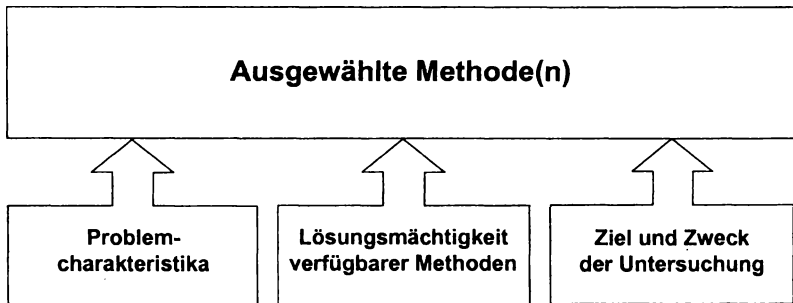 Ausgewählte Methode(n)
Problem-
charakteristika
Lösungsmächtigkeit
verfügbarer Methoden
Ziel und Zweck
der Untersuchung